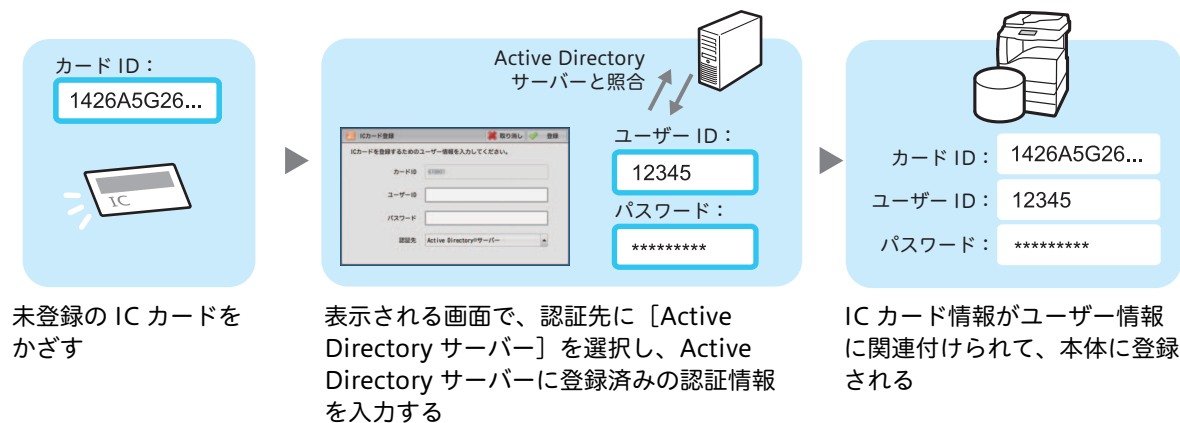 カード ID：
1426A5G26...
IC
未登録の IC カードを
かざす
Active Directory
サーバーと照合
ICカード登録
取り消し
登録
ICカードを登録するためのユーザー情報を入力してください。
カードID
ユーザーID
パスワード
認証先
Active Directoryサーバー
ユーザー ID：
12345
パスワード：
*********
表示される画面で、認証先に［Active
Directory サーバー］を選択し、Active
Directory サーバーに登録済みの認証情報
を入力する
カード ID： 1426A5G26...
ユーザー ID： 12345
パスワード： *********
IC カード情報がユーザー情報
に関連付けられて、本体に登録
される